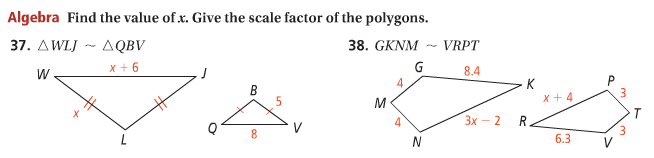 Algebra Find the value of x. Give the scale factor of the polygons.
37. △WLJ ~ △QBV
38. GKNM ~ VRPT
W
x + 6
J
x
L
B
5
Q
8
V
G
8.4
K
4
M
4
3x − 2
N
P
3
x + 4
T
R
3
6.3
V